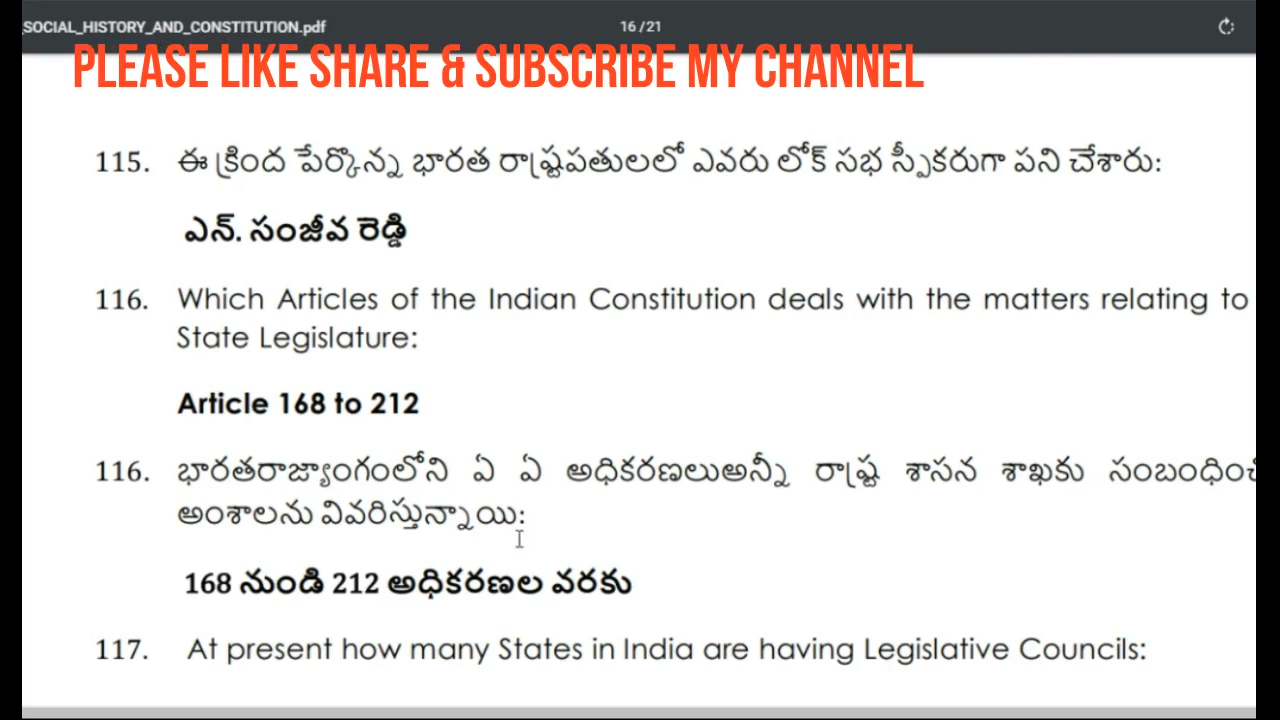 _SOCIAL_HISTORY_AND_CONSTITUTION.pdf 16 / 21
PLEASE LIKE SHARE & SUBSCRIBE MY CHANNEL
115. ఈ క్రింద పేర్కొన్న భారత రాష్ట్రపతులలో ఎవరు లోక్ సభ స్పీకరుగా పని చేశారు:
ఎన్. సంజీవ రెడ్డి
116. Which Articles of the Indian Constitution deals with the matters relating to
State Legislature:
Article 168 to 212
116. భారతరాజ్యాంగంలోని ఏ ఏ అధికరణలుఅన్నీ రాష్ట్ర శాసన శాఖకు
అంశాలను వివరిస్తున్నాయి:
168 నుండి 212 అధికరణల వరకు
117. At present how many States in India are having Legislative Councils: